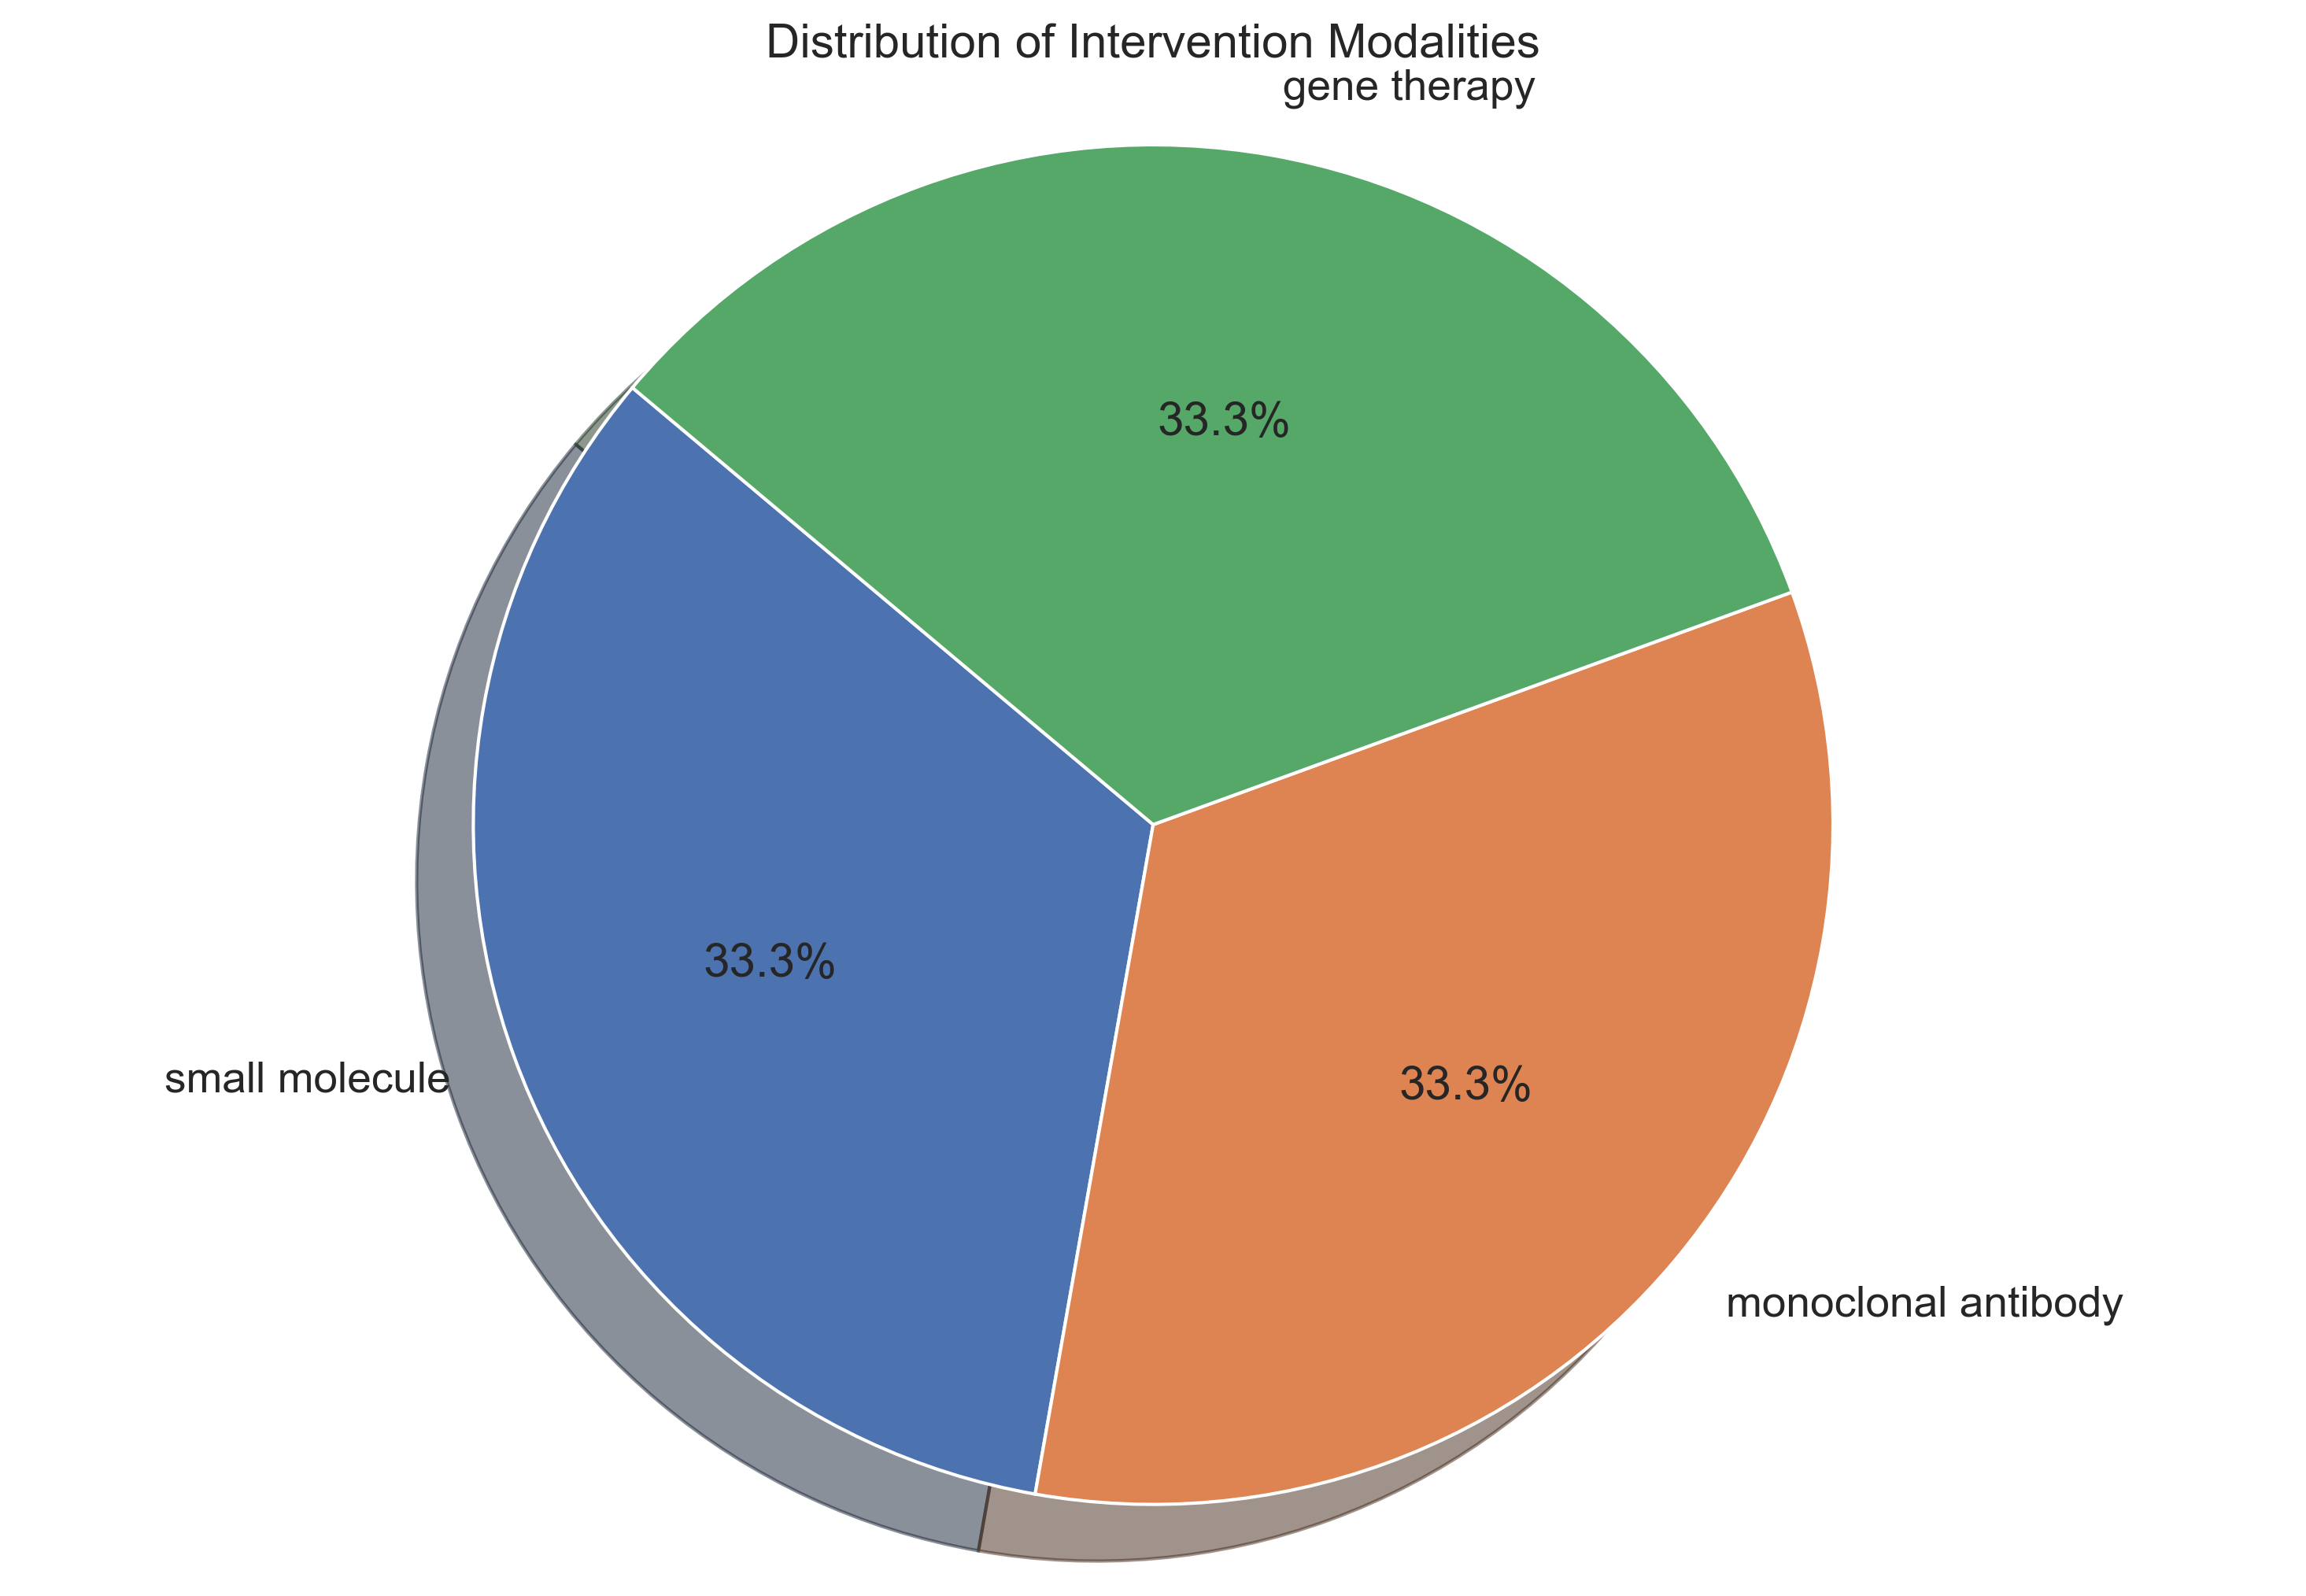 Distribution of Intervention Modalities
gene therapy
33.3%
33.3%
small molecule
33.3%
monoclonal antibody